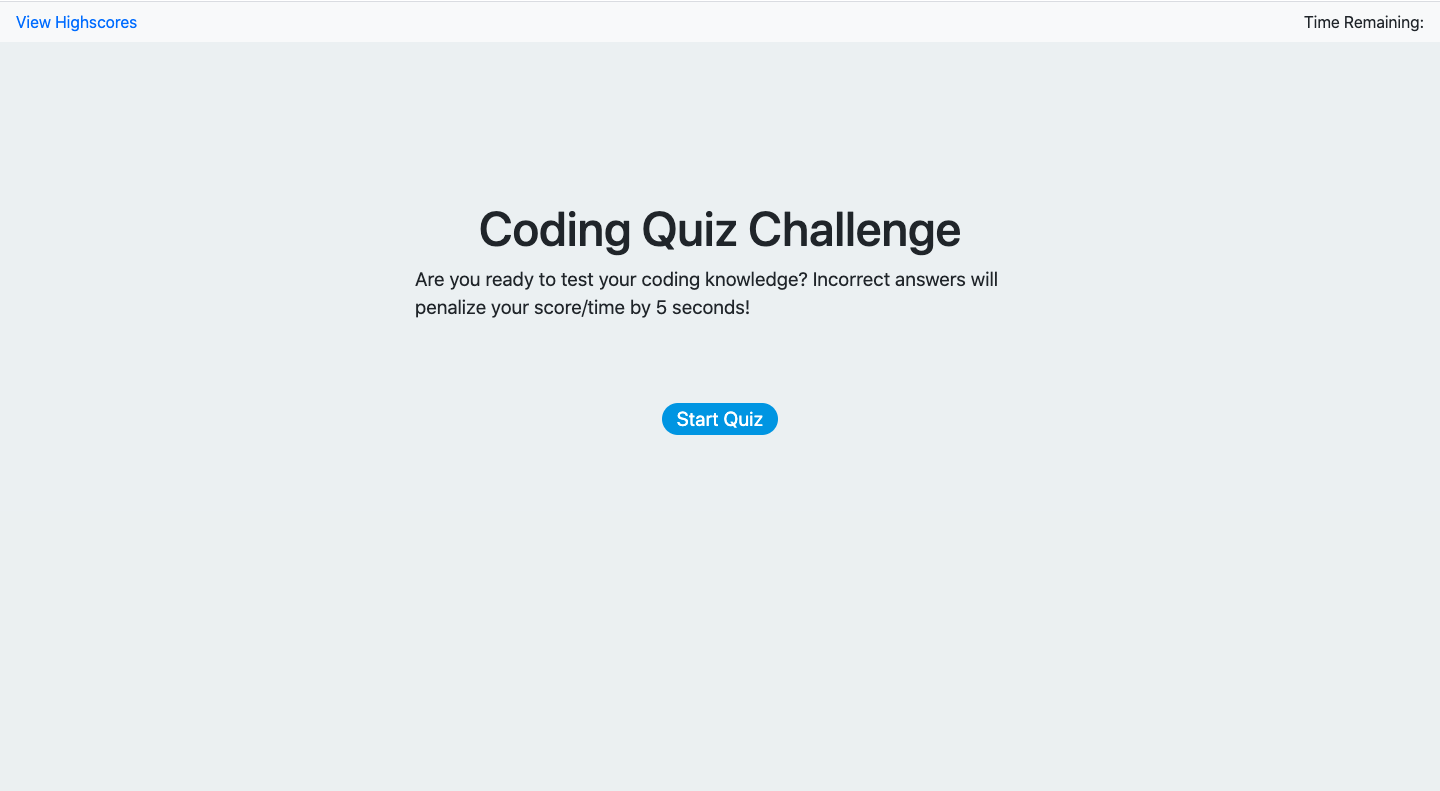 View Highscores
Time Remaining:
Coding Quiz Challenge
Are you ready to test your coding knowledge? Incorrect answers will
penalize your score/time by 5 seconds!
Start Quiz